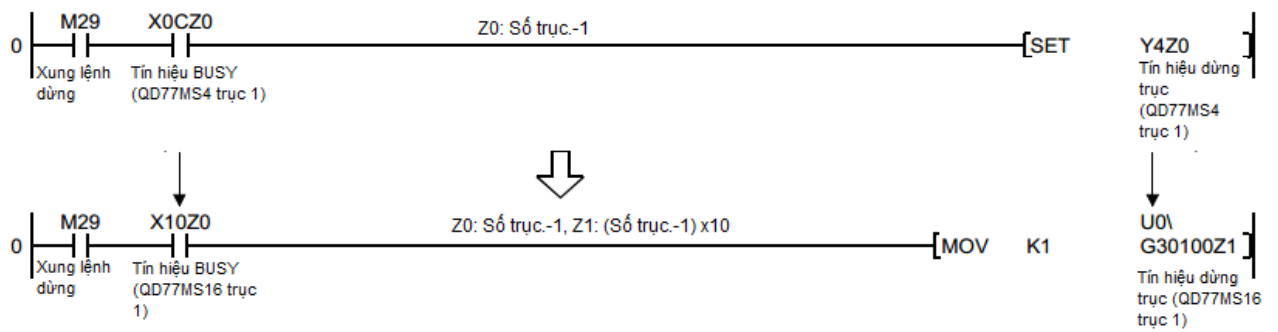 M29 X0CZ0 Z0: Số trục.-1
0 [SET Y4Z0 ]
Xung lệnh dừng
Tín hiệu BUSY
(QD77MS4 trục 1)
Tín hiệu dừng
trục
(QD77MS4
trục 1)
M29 X10Z0 Z0: Số trục.-1, Z1: (Số trục.-1) x10 U0\
0 [MOV K1 G30100Z1 ]
Xung lệnh dừng
Tín hiệu BUSY
(QD77MS16 trục
1)
Tín hiệu dừng
trục (QD77MS16
trục 1)